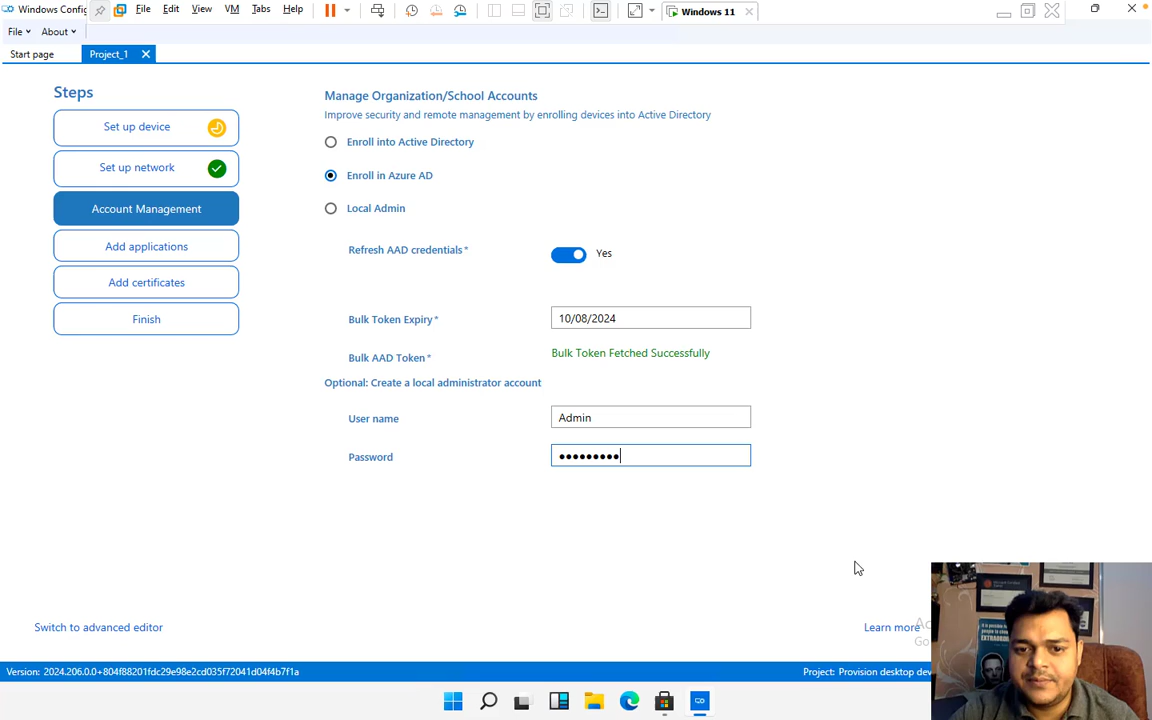 Windows Config
File Edit View VM Tabs Help
Windows 11
File About
Start page Project_1
Steps
Set up device
Set up network
Account Management
Add applications
Add certificates
Finish
Manage Organization/School Accounts
Improve security and remote management by enrolling devices into Active Directory
Enroll into Active Directory
Enroll in Azure AD
Local Admin
Refresh AAD credentials* Yes
Bulk Token Expiry* 10/08/2024
Bulk AAD Token* Bulk Token Fetched Successfully
Optional: Create a local administrator account
User name Admin
Password
Switch to advanced editor
Learn more
Version: 2024.206.0.0+804f88201fdc29e98e2cd035f72041d04f4b7f1a
Project: Provision desktop dev